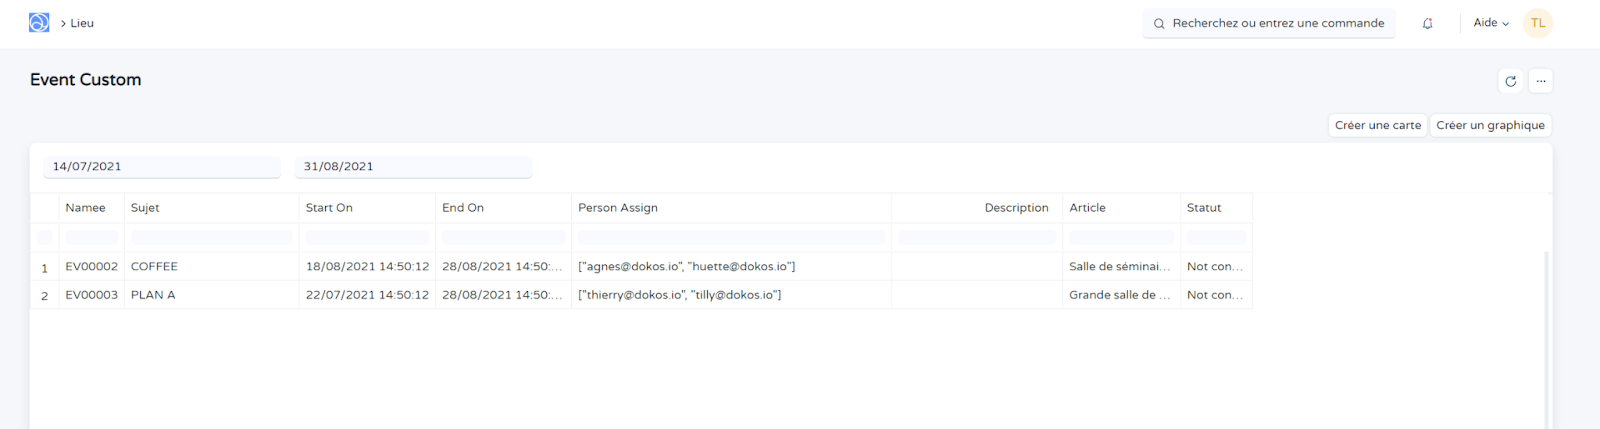 > Lieu
Recherchez ou entrez une commande
Aide
TL
Event Custom
...
Créer une carte
Créer un graphique
14/07/2021
31/08/2021
Namee Sujet Start On End On Person Assign Description Article Statut
1 EV00002 COFFEE 18/08/2021 14:50:12 28/08/2021 14:50:... ["agnes@dokos.io", "huette@dokos.io"] Salle de séminai... Not con...
2 EV00003 PLAN A 22/07/2021 14:50:12 28/08/2021 14:50:... ["thierry@dokos.io", "tilly@dokos.io"] Grande salle de ... Not con...